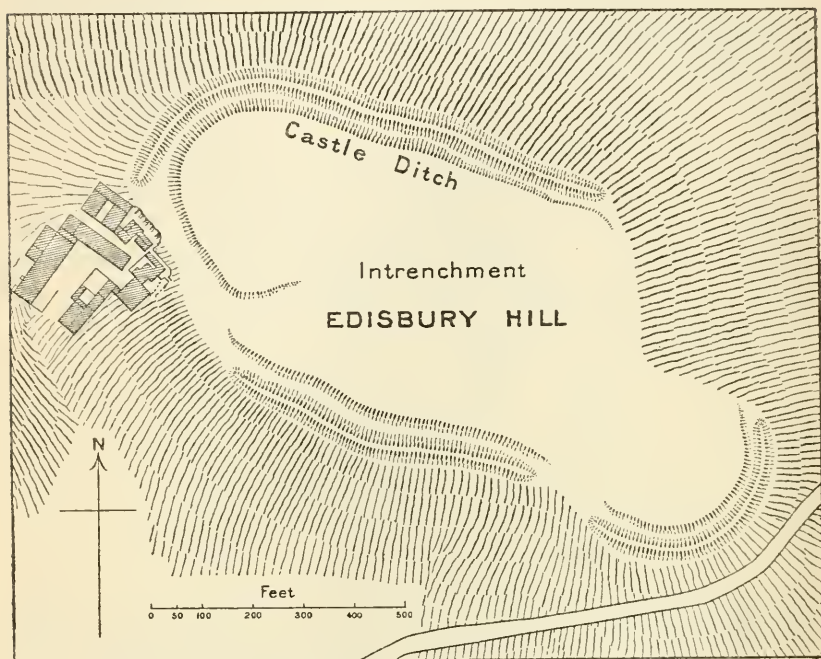 Castle Ditch
Intrenchment
EDISBURY HILL
N
Feet
0 50 100 200 300 400 500